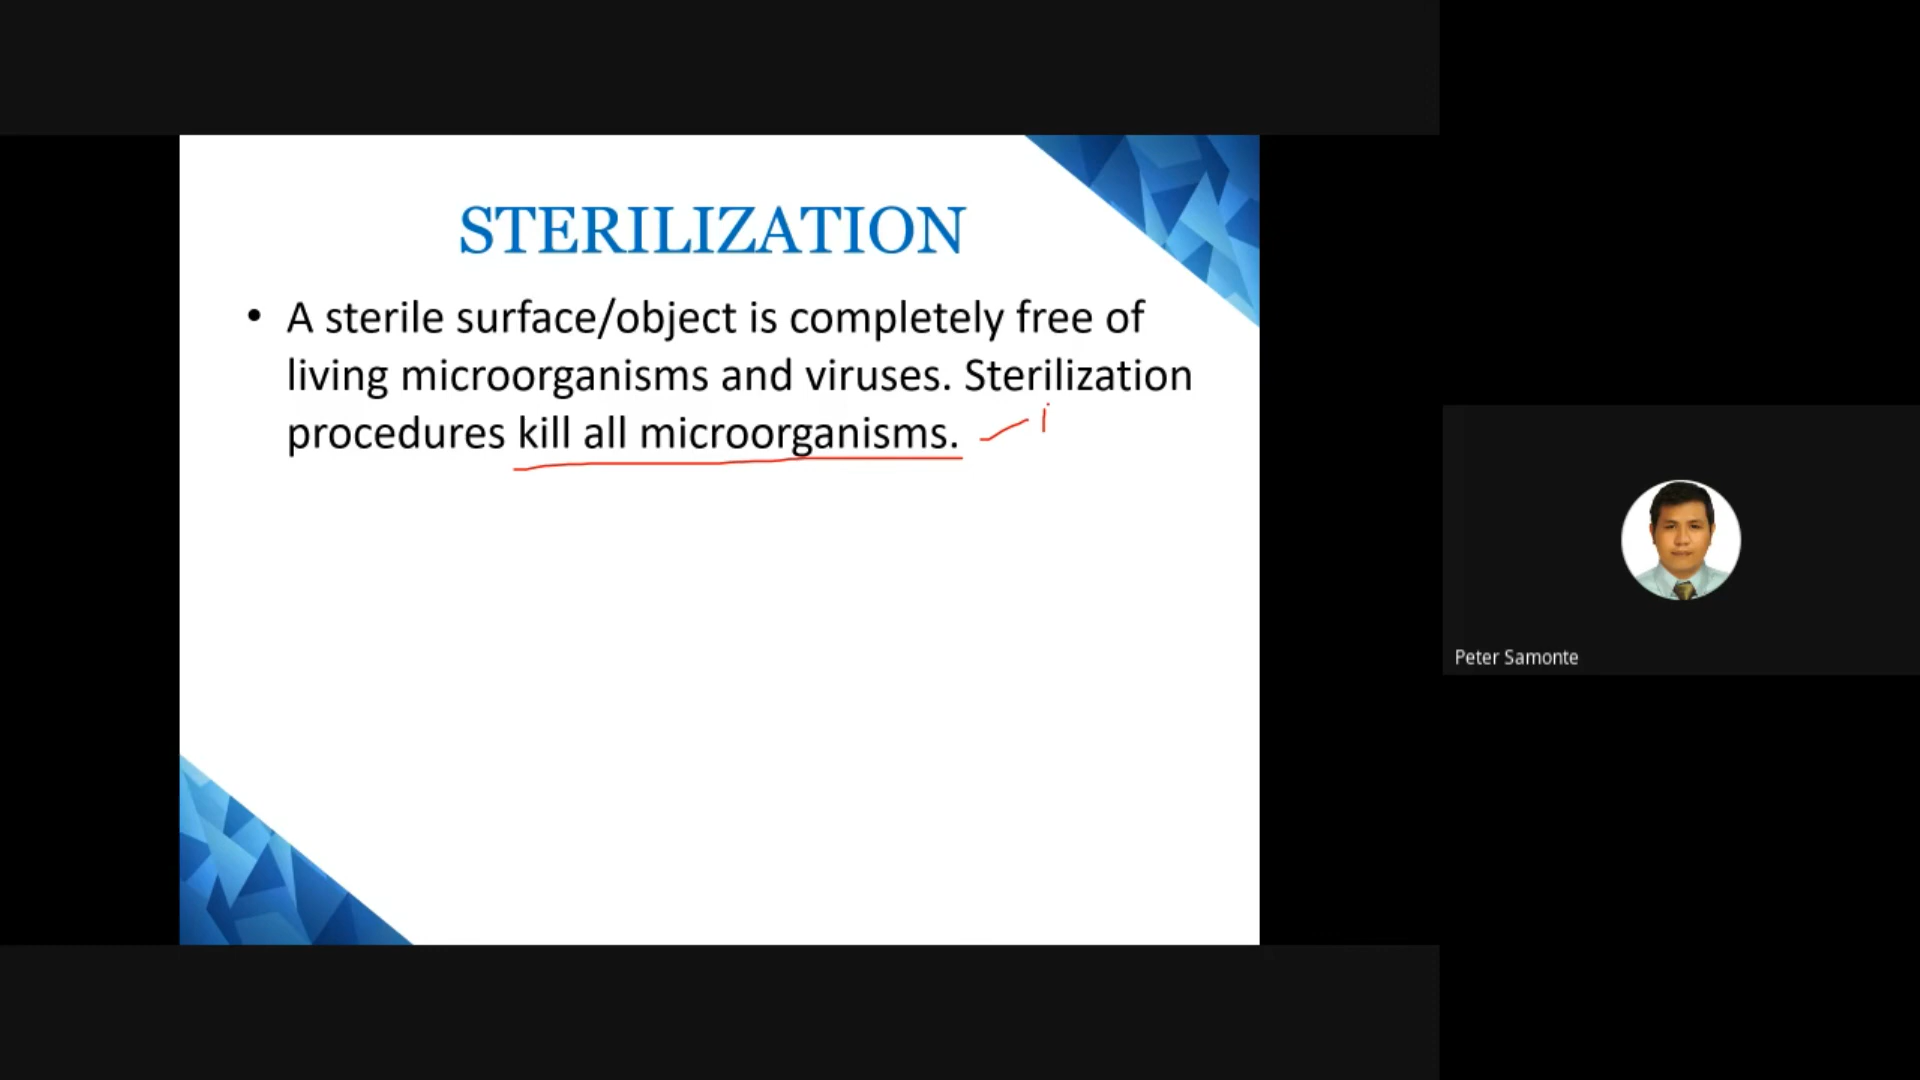 STERILIZATION
• A sterile surface/object is completely free of
living microorganisms and viruses. Sterilization
procedures kill all microorganisms. i
Peter Samonte